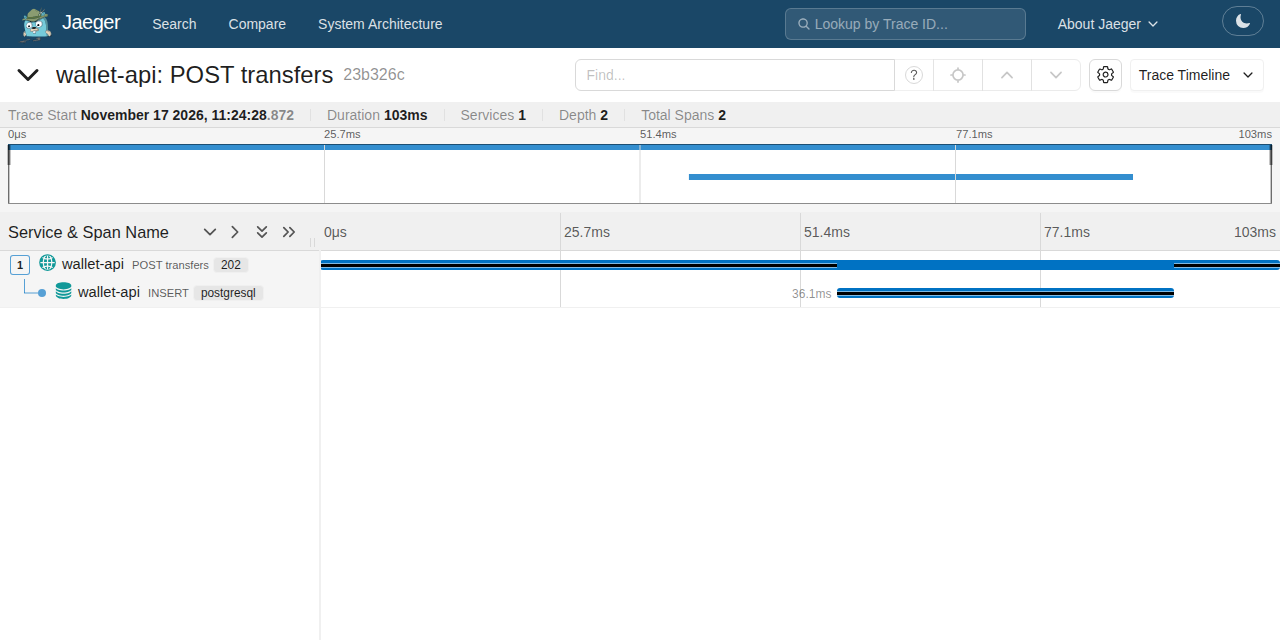 Jaeger Search Compare System Architecture Lookup by Trace ID... About Jaeger
wallet-api: POST transfers 23b326c Find... ? Trace Timeline
Trace Start November 17 2026, 11:24:28.872 Duration 103ms Services 1 Depth 2 Total Spans 2
0μs 25.7ms 51.4ms 77.1ms 103ms
Service & Span Name 0μs 25.7ms 51.4ms 77.1ms 103ms
1 wallet-api POST transfers 202
wallet-api INSERT postgresql 36.1ms